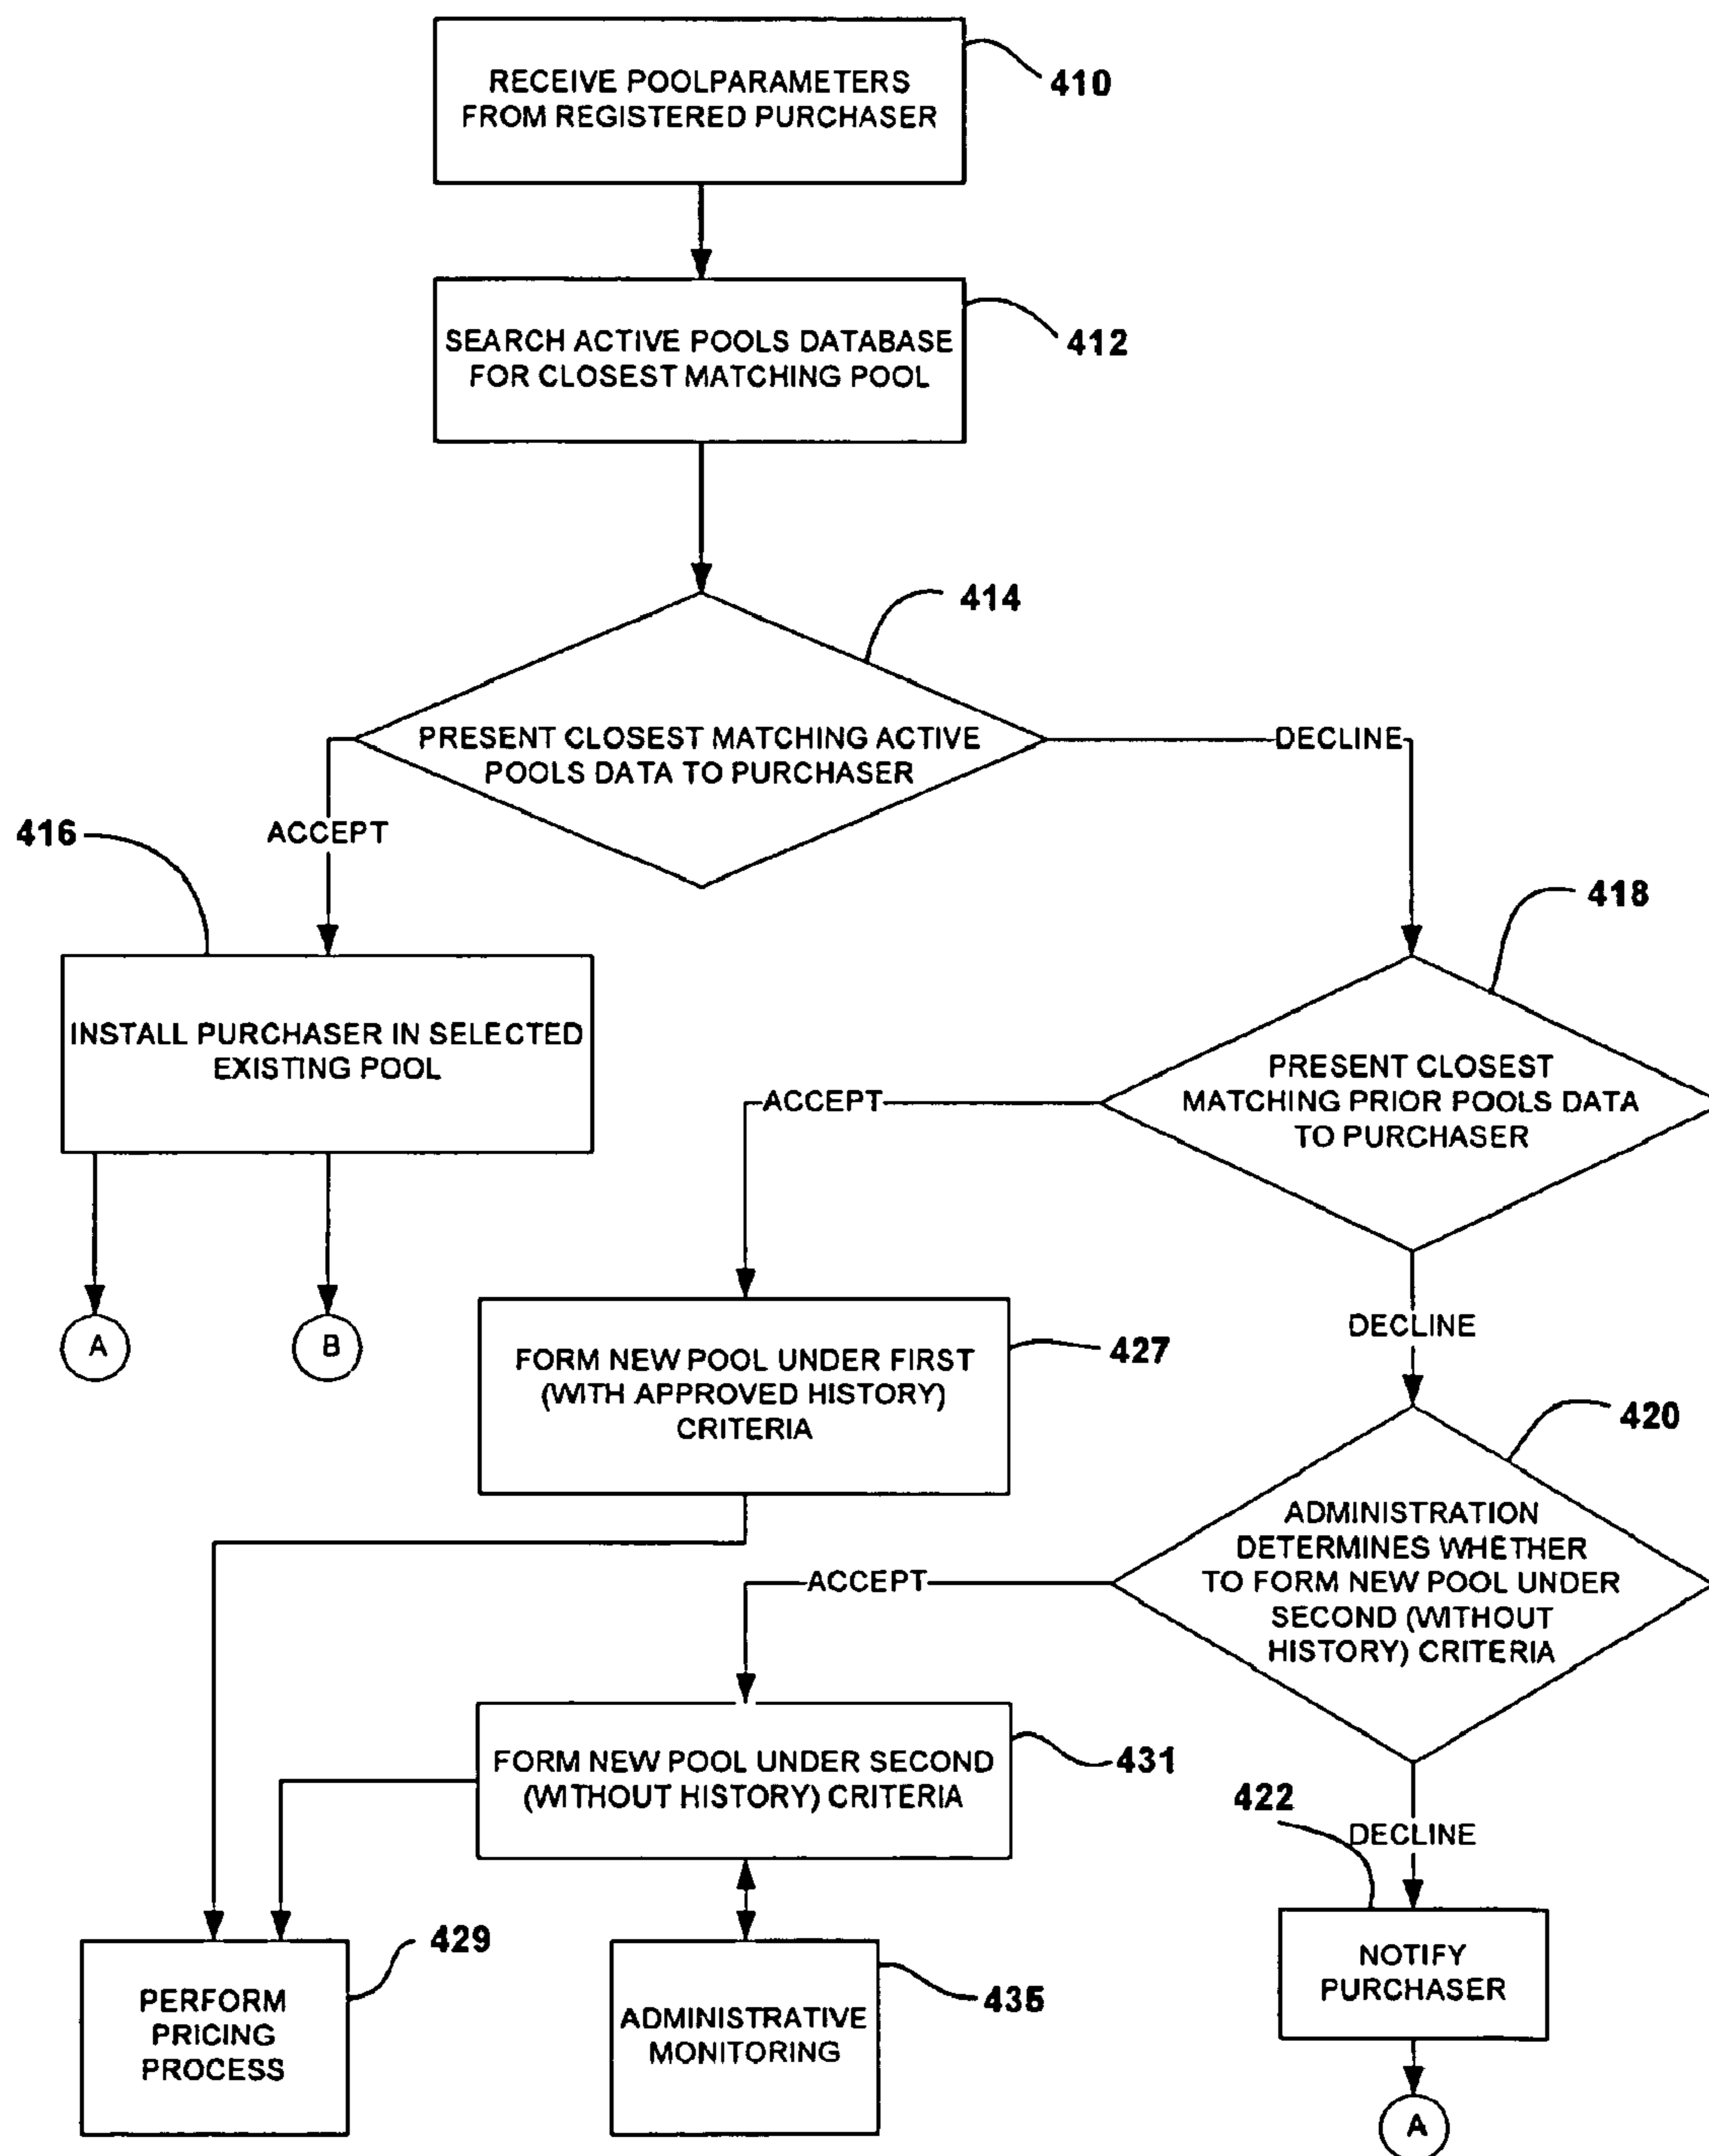 RECEIVE POOLPARAMETERS
FROM REGISTERED PURCHASER
410
SEARCH ACTIVE POOLS DATABASE
FOR CLOSEST MATCHING POOL
412
414
PRESENT CLOSEST MATCHING ACTIVE
POOLS DATA TO PURCHASER
DECLINE
ACCEPT
416
418
INSTALL PURCHASER IN SELECTED
EXISTING POOL
PRESENT CLOSEST
MATCHING PRIOR POOLS DATA
TO PURCHASER
ACCEPT
A
B
DECLINE
FORM NEW POOL UNDER FIRST
(WITH APPROVED HISTORY)
CRITERIA
427
420
ADMINISTRATION
DETERMINES WHETHER
TO FORM NEW POOL UNDER
SECOND (WITHOUT
HISTORY) CRITERIA
ACCEPT
FORM NEW POOL UNDER SECOND
(WITHOUT HISTORY) CRITERIA
431
422
DECLINE
PERFORM
PRICING
PROCESS
429
ADMINISTRATIVE
MONITORING
435
NOTIFY
PURCHASER
A